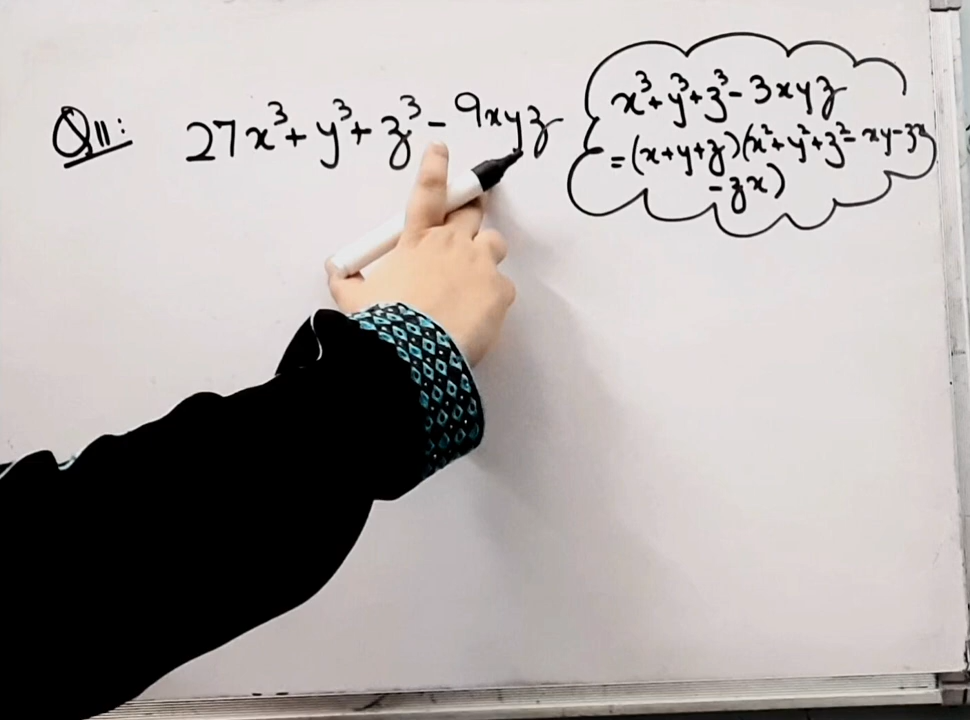 Q11: 27x³ + y³ + z³ - 9xyz
x³ + y³ + z³ - 3xyz
= (x+y+z)(x² + y² + z² - xy - yz
- zx)